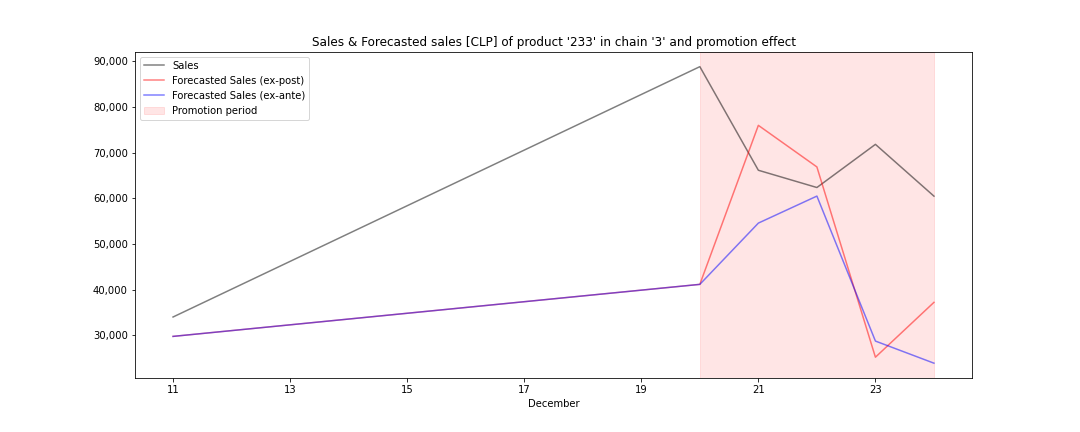 Sales & Forecasted sales [CLP] of product '233' in chain '3' and promotion effect
90,000
80,000
70,000
60,000
50,000
40,000
30,000
Sales
Forecasted Sales (ex-post)
Forecasted Sales (ex-ante)
Promotion period
11 13 15 17 19 21 23
December